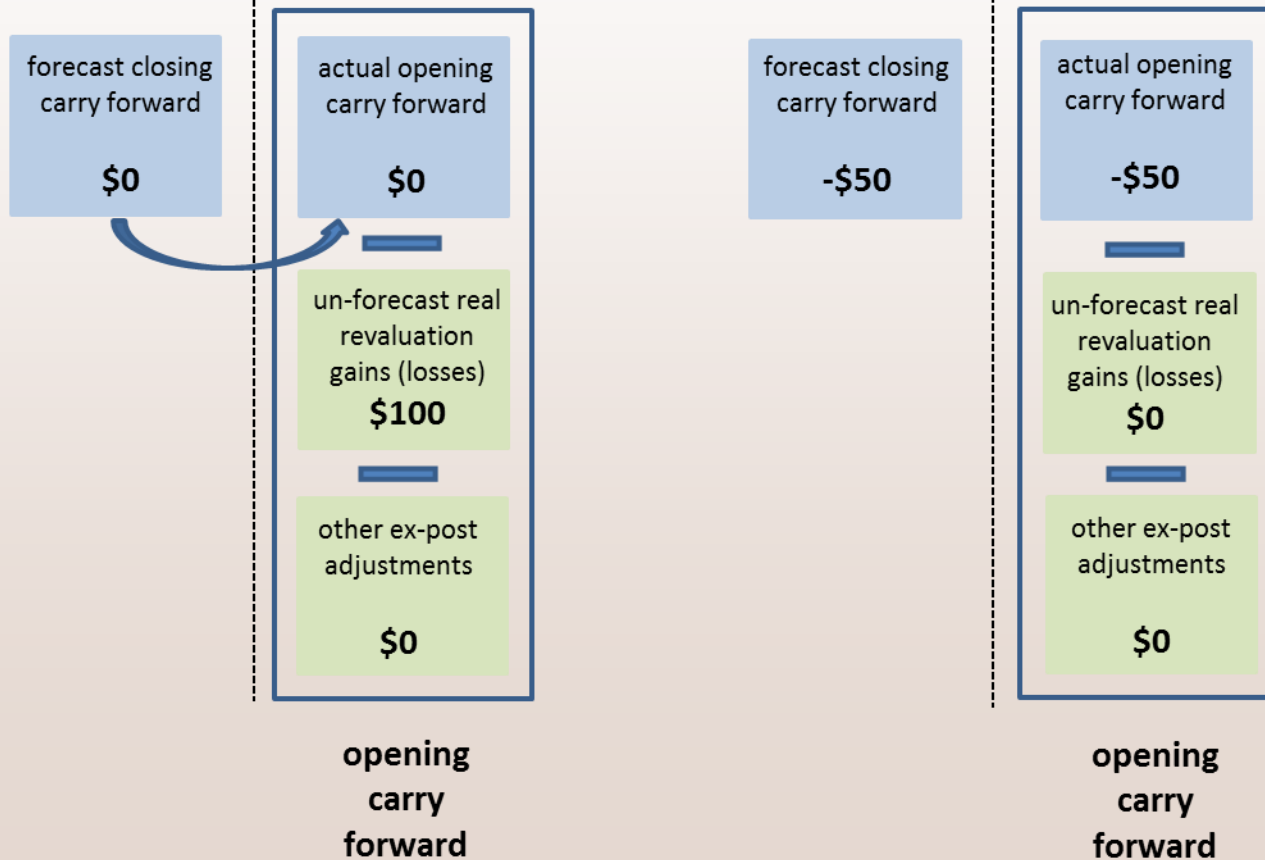 forecast closing
carry forward
$0
actual opening
carry forward
$0
un-forecast real
revaluation
gains (losses)
$100
other ex-post
adjustments
$0
opening
carry
forward
forecast closing
carry forward
-$50
actual opening
carry forward
-$50
un-forecast real
revaluation
gains (losses)
$0
other ex-post
adjustments
$0
opening
carry
forward